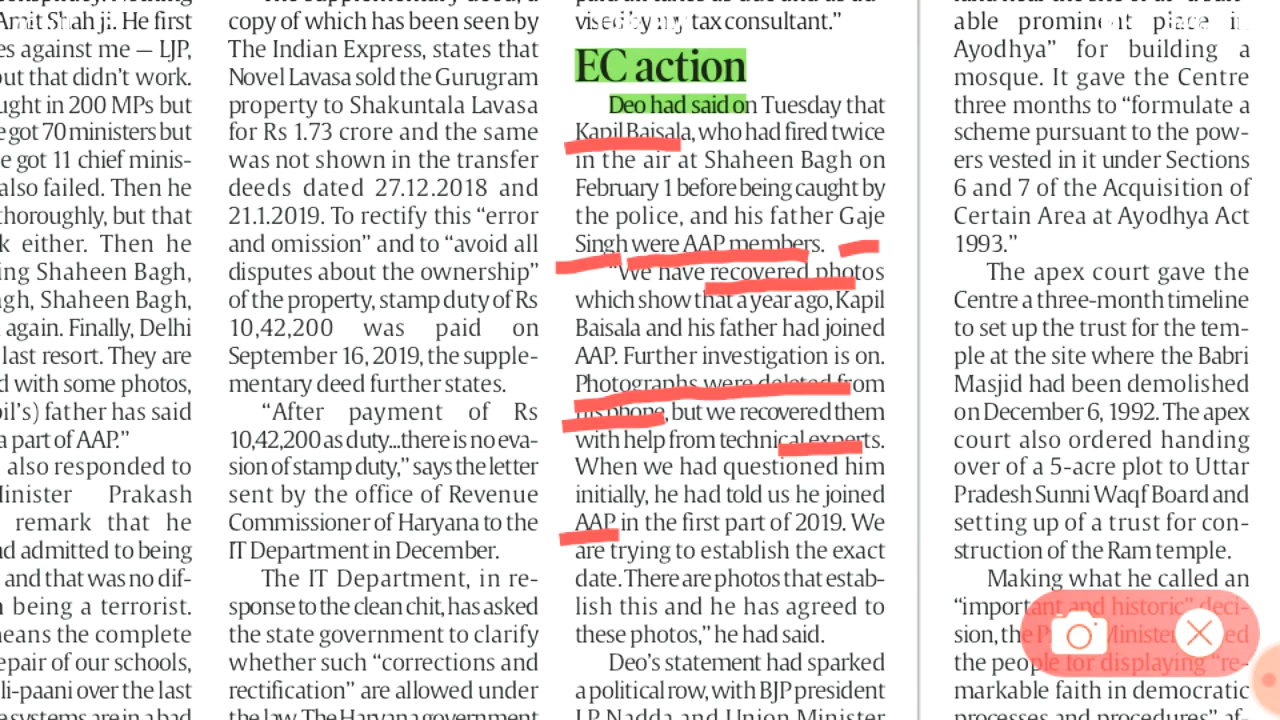 Amit Shah ji. He first
es against me — LJP,
out that didn't work.
ught in 200 MPs but
e got 70 ministers but
e got 11 chief minis-
also failed. Then he
thoroughly, but that
k either. Then he
ing Shaheen Bagh,
gh, Shaheen Bagh,
again. Finally, Delhi
last resort. They are
d with some photos,
pil's) father has said
a part of AAP."
also responded to
Minister Prakash
remark that he
nd admitted to being
and that was no dif-
n being a terrorist.
means the complete
epair of our schools,
li-paani over the last
systems are in a bad
copy of which has been seen by
The Indian Express, states that
Novel Lavasa sold the Gurugram
property to Shakuntala Lavasa
for Rs 1.73 crore and the same
was not shown in the transfer
deeds dated 27.12.2018 and
21.1.2019. To rectify this "error
and omission" and to "avoid all
disputes about the ownership"
of the property, stamp duty of Rs
10,42,200 was paid on
September 16, 2019, the supple-
mentary deed further states.
"After payment of Rs
10,42,200 as duty...there is no eva-
sion of stamp duty," says the letter
sent by the office of Revenue
Commissioner of Haryana to the
IT Department in December.
The IT Department, in re-
sponse to the clean chit, has asked
the state government to clarify
whether such "corrections and
rectification" are allowed under
the law. The Haryana government
vised by my tax consultant."
EC action
Deo had said on Tuesday that
Kapil Baisala, who had fired twice
in the air at Shaheen Bagh on
February 1 before being caught by
the police, and his father Gaje
Singh were AAP members.
"We have recovered photos
which show that a year ago, Kapil
Baisala and his father had joined
AAP. Further investigation is on.
Photographs were deleted from
his phone, but we recovered them
with help from technical experts.
When we had questioned him
initially, he had told us he joined
AAP in the first part of 2019. We
are trying to establish the exact
date. There are photos that estab-
lish this and he has agreed to
these photos," he had said.
Deo's statement had sparked
a political row, with BJP president
J P Nadda and Union Minister
able prominent place in
Ayodhya" for building a
mosque. It gave the Centre
three months to "formulate a
scheme pursuant to the pow-
ers vested in it under Sections
6 and 7 of the Acquisition of
Certain Area at Ayodhya Act
1993."
The apex court gave the
Centre a three-month timeline
to set up the trust for the tem-
ple at the site where the Babri
Masjid had been demolished
on December 6, 1992. The apex
court also ordered handing
over of a 5-acre plot to Uttar
Pradesh Sunni Waqf Board and
setting up of a trust for con-
struction of the Ram temple.
Making what he called an
"important and historic" deci-
sion, the Prime Minister ed
the people for displaying "re-
markable faith in democratic
processes and procedures" af-